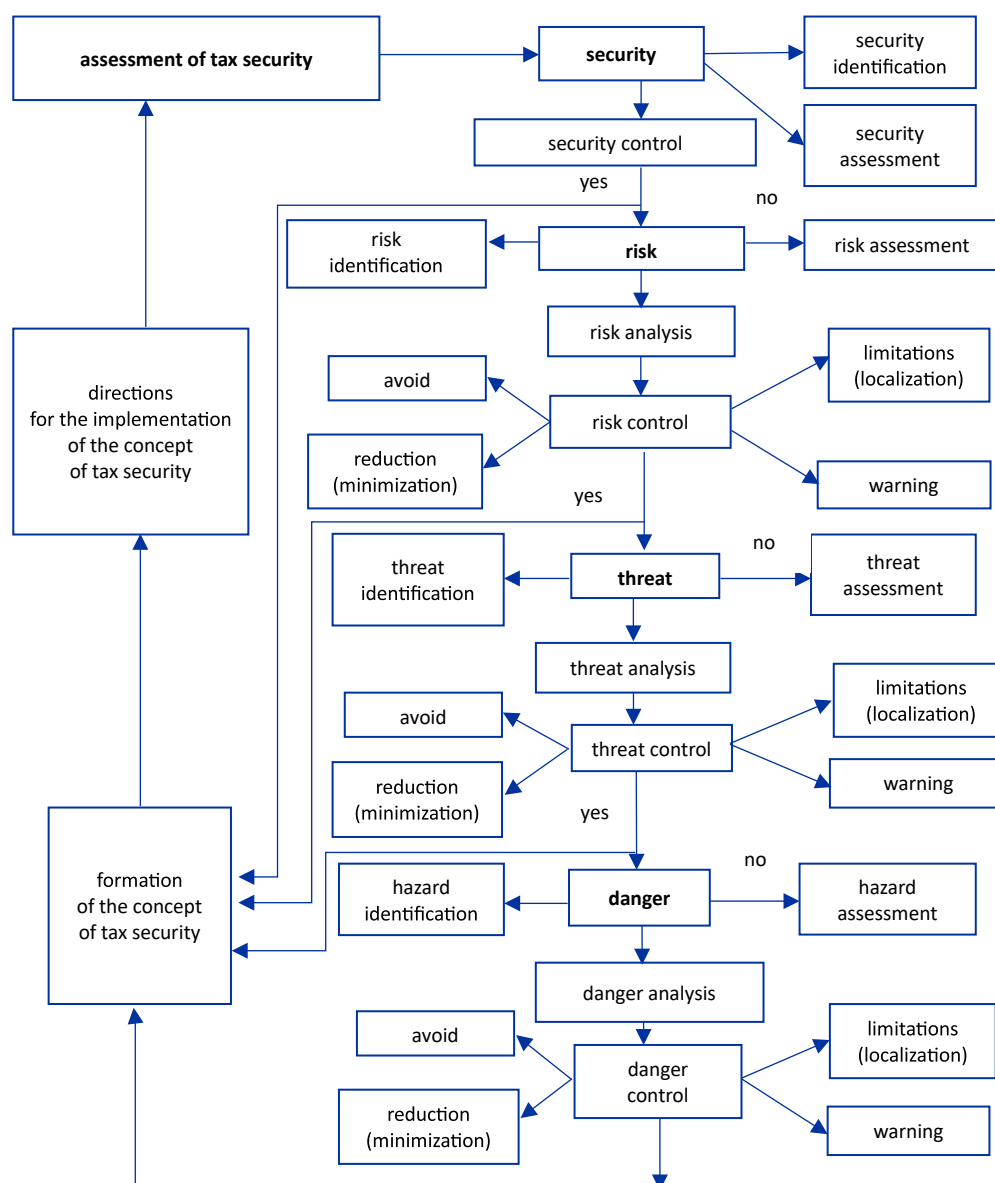 assessment of tax security
security
security
identification
security control
security
assessment
yes
no
risk
identification
risk
risk assessment
risk analysis
limitations
(localization)
avoid
directions
for the implementation
of the concept
of tax security
risk control
reduction
(minimization)
warning
yes
no
threat
identification
threat
threat
assessment
threat analysis
limitations
(localization)
avoid
threat control
reduction
(minimization)
warning
yes
no
formation
of the concept
of tax security
hazard
identification
danger
hazard
assessment
danger analysis
avoid
limitations
(localization)
danger
control
reduction
(minimization)
warning